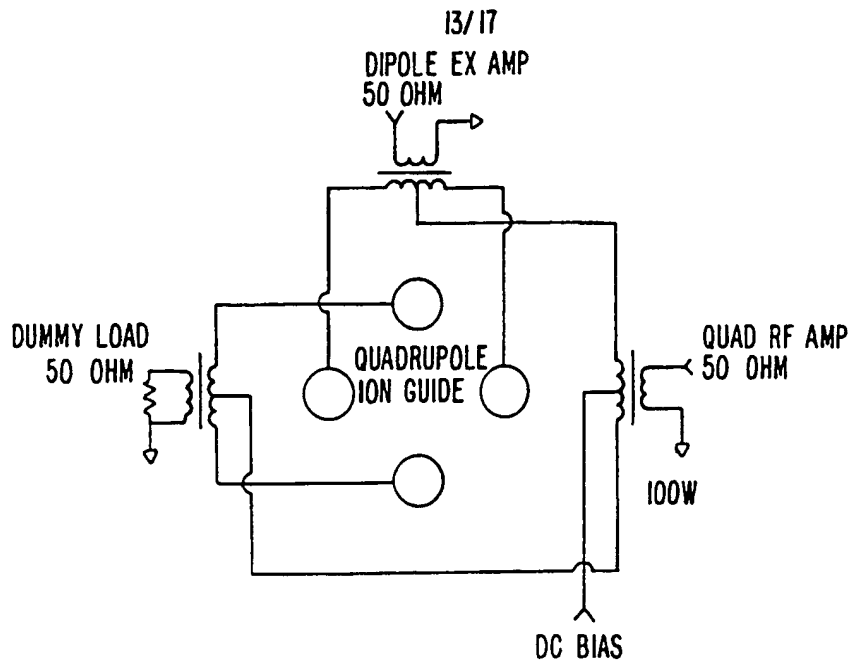 13/17
DIPOLE EX AMP
50 OHM
DUMMY LOAD
50 OHM
QUADRUPOLE
ION GUIDE
QUAD RF AMP
50 OHM
100W
DC BIAS